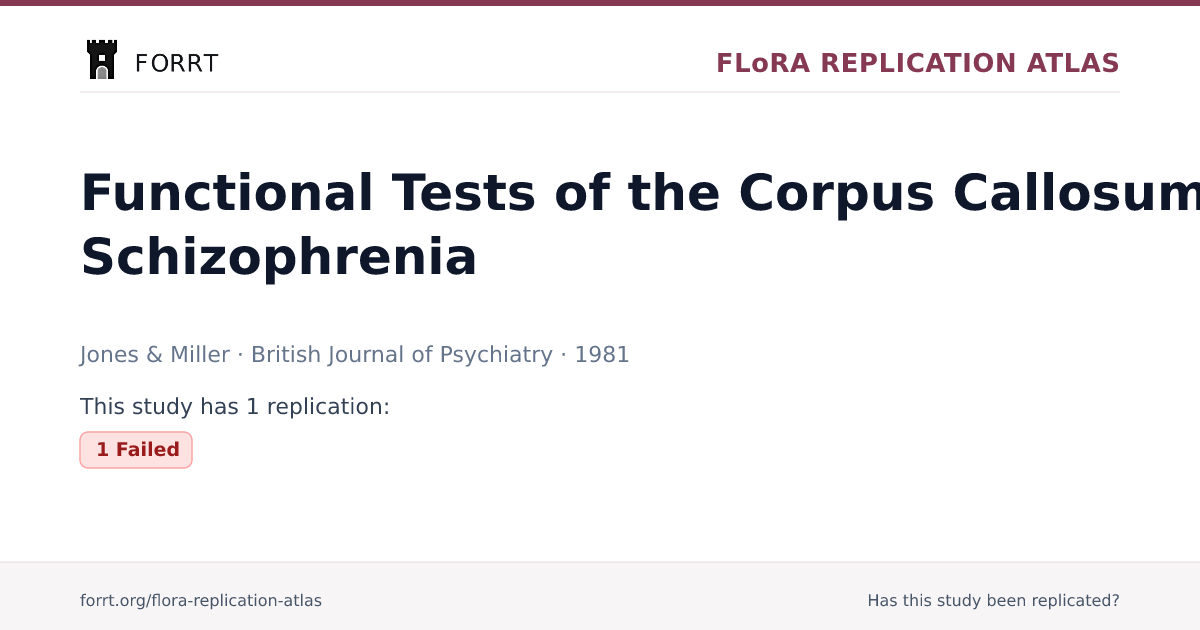 FORRT
FLoRA REPLICATION ATLAS
Functional Tests of the Corpus Callosum
Schizophrenia
Jones & Miller · British Journal of Psychiatry · 1981
This study has 1 replication:
1 Failed
forrt.org/flora-replication-atlas
Has this study been replicated?